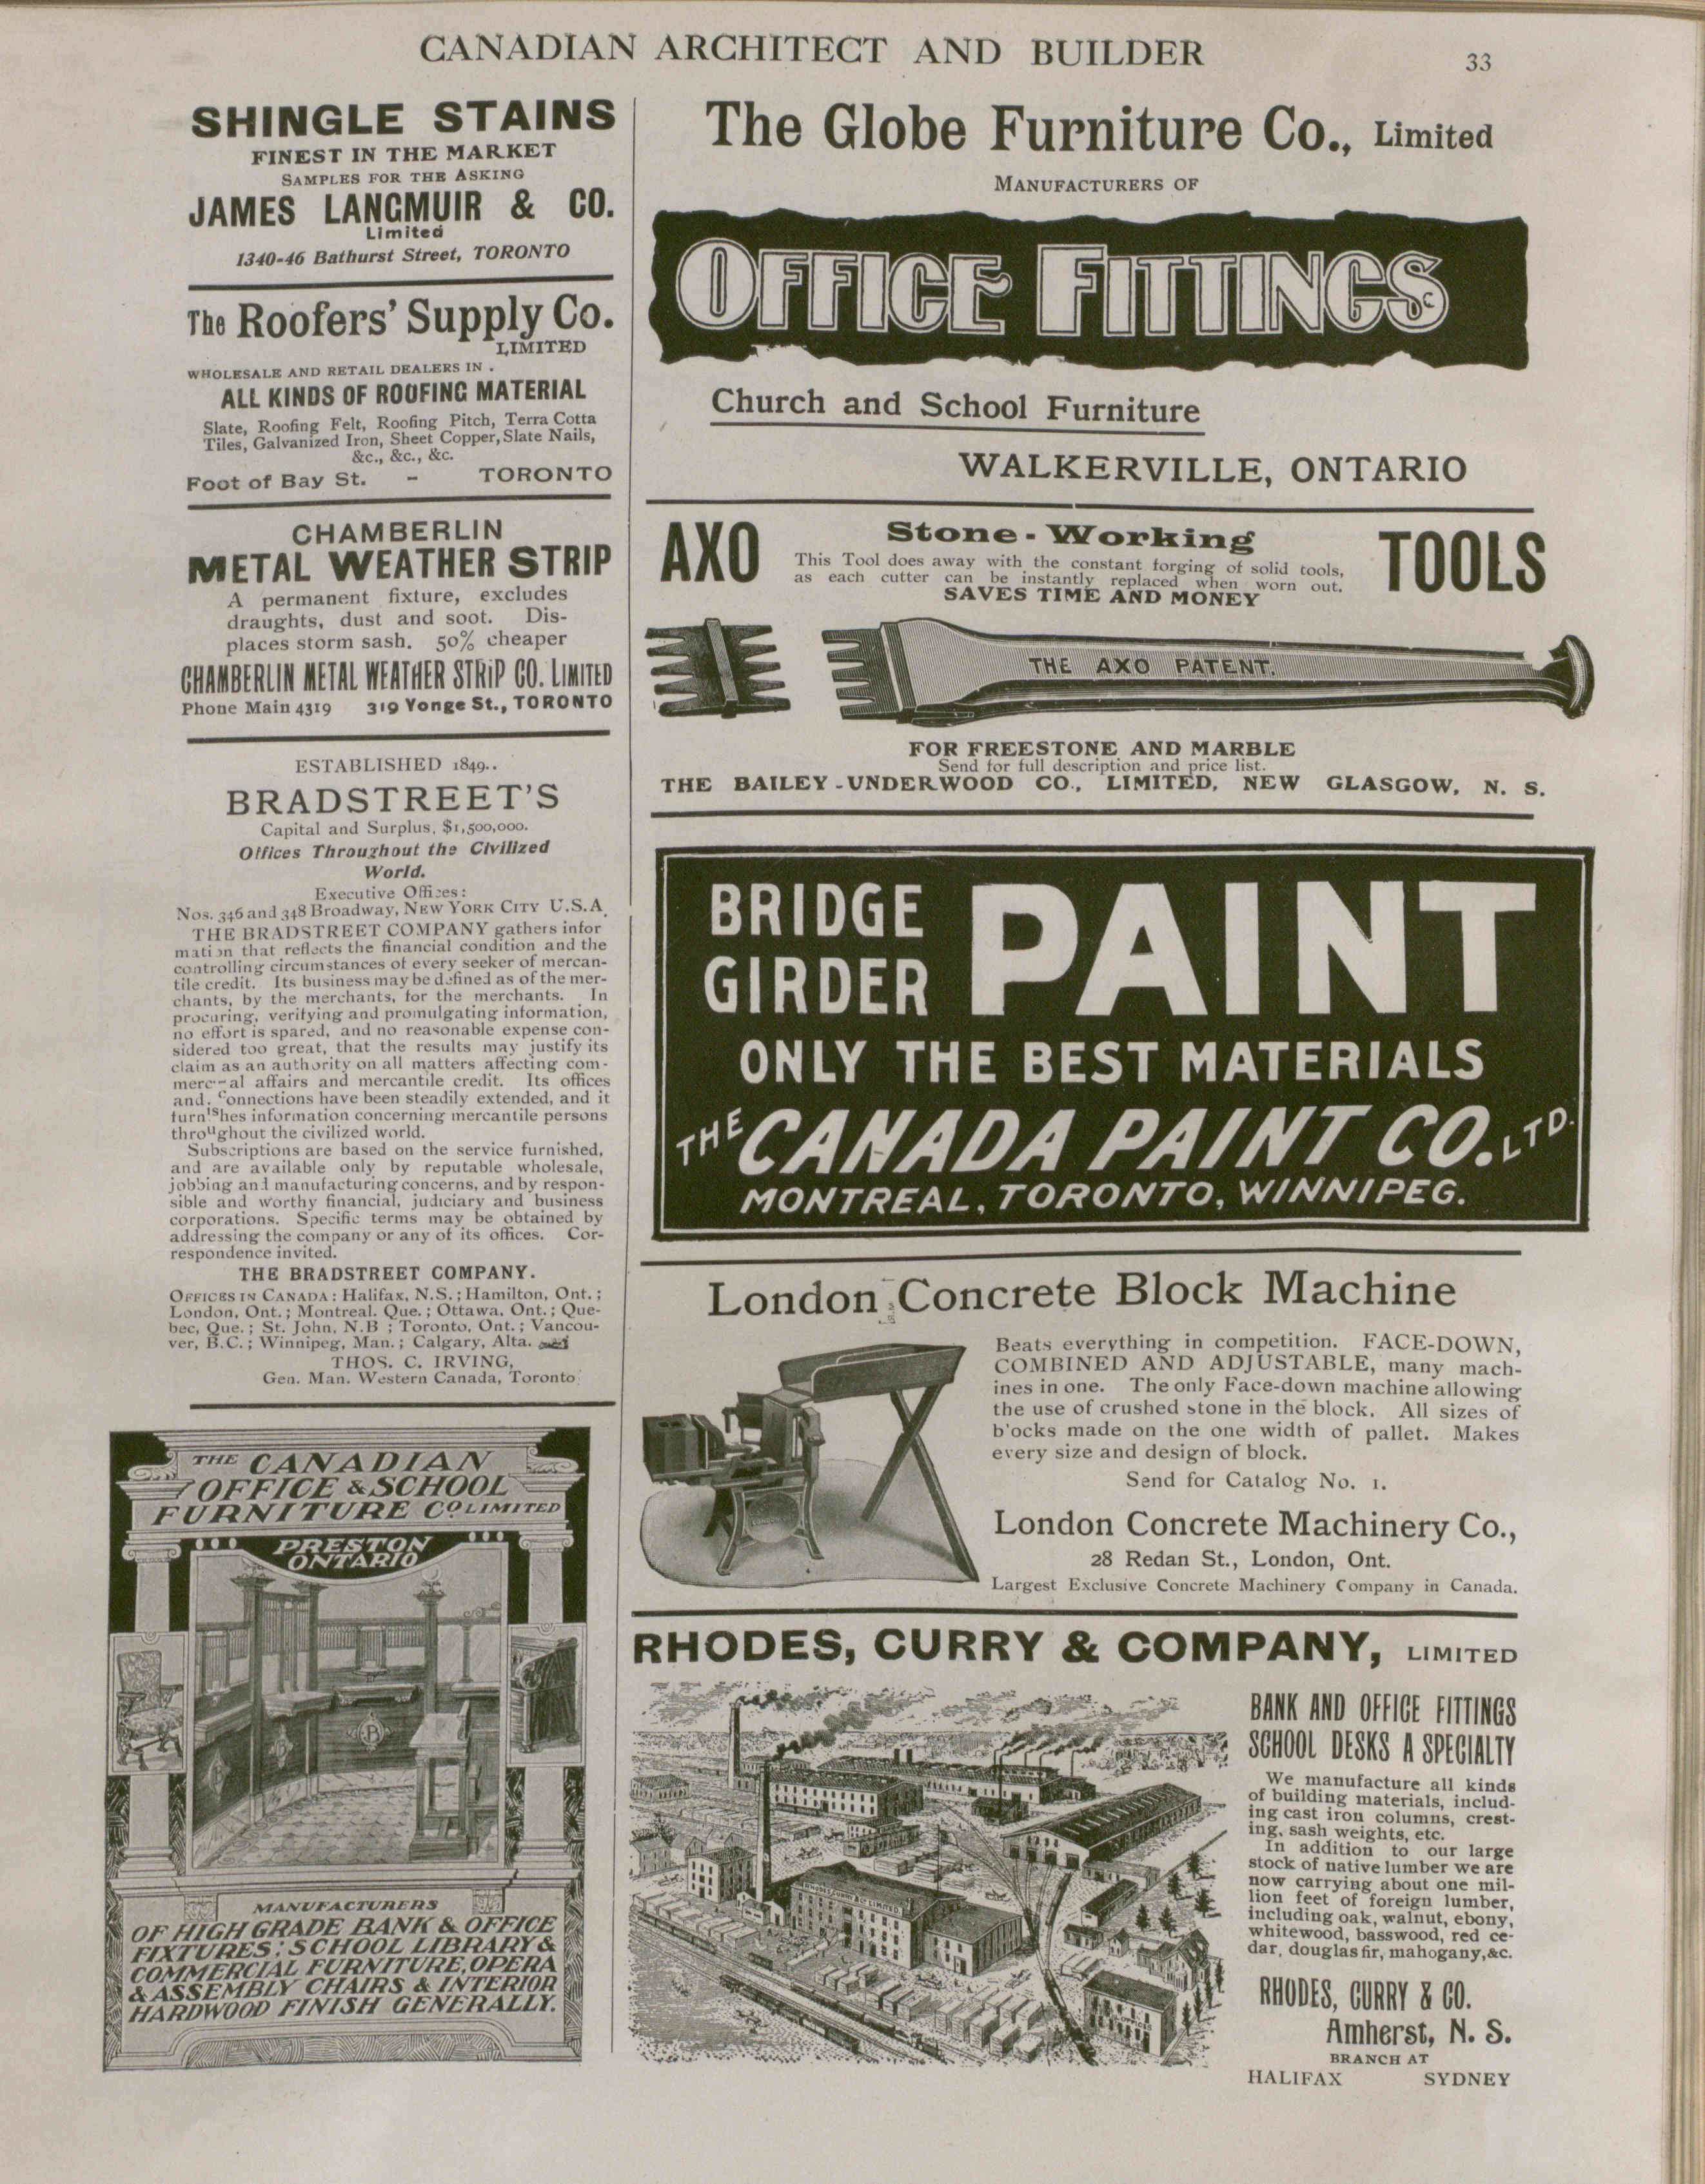 CANADIAN ARCHITECT AND BUILDER
33
SHINGLE STAINS
FINEST IN THE MARKET
SAMPLES FOR THE ASKING
JAMES LANGMUIR & CO.
Limited
1340-46 Bathurst Street, TORONTO
The Roofers' Supply Co.
LIMITED
WHOLESALE AND RETAIL DEALERS IN .
ALL KINDS OF ROOFING MATERIAL
Slate, Roofing Felt, Roofing Pitch, Terra Cotta
Tiles, Galvanized Iron, Sheet Copper, Slate Nails,
&c., &c., &c.
Foot of Bay St. - TORONTO
CHAMBERLIN
METAL WEATHER STRIP
A permanent fixture, excludes
draughts, dust and soot. Dis-
places storm sash. 50% cheaper
CHAMBERLIN METAL WEATHER STRIP CO. LIMITED
Phone Main 4319 319 Yonge St., TORONTO
ESTABLISHED 1849..
BRADSTREET'S
Capital and Surplus, $1,500,000.
Offices Throughout the Civilized
World.
Executive Offices:
Nos. 346 and 348 Broadway, NEW YORK CITY U.S.A.
THE BRADSTREET COMPANY gathers infor
mation that reflects the financial condition and the
controlling circumstances of every seeker of mercan-
tile credit. Its business may be defined as of the mer-
chants, by the merchants, for the merchants. In
procuring, verifying and promulgating information,
no effort is spared, and no reasonable expense con-
sidered too great, that the results may justify its
claim as an authority on all matters affecting com-
mercial affairs and mercantile credit. Its offices
and connections have been steadily extended, and it
furnishes information concerning mercantile persons
throughout the civilized world.
Subscriptions are based on the service furnished,
and are available only by reputable wholesale,
jobbing and manufacturing concerns, and by respon-
sible and worthy financial, judiciary and business
corporations. Specific terms may be obtained by
addressing the company or any of its offices. Cor-
respondence invited.
THE BRADSTREET COMPANY.
OFFICES IN CANADA: Halifax, N.S.; Hamilton, Ont.;
London, Ont.; Montreal, Que.; Ottawa, Ont.; Que-
bec, Que.; St. John, N.B ; Toronto, Ont.; Vancou-
ver, B.C.; Winnipeg, Man.; Calgary, Alta.
THOS. C. IRVING,
Gen. Man. Western Canada, Toronto
THE CANADIAN
OFFICE & SCHOOL
FURNITURE CO. LIMITED
PRESTON
ONTARIO
B
MANUFACTURERS
OF HIGH GRADE BANK & OFFICE
FIXTURES; SCHOOL LIBRARY &
COMMERCIAL FURNITURE, OPERA
& ASSEMBLY CHAIRS & INTERIOR
HARDWOOD FINISH GENERALLY.
The Globe Furniture Co., Limited
MANUFACTURERS OF
OFFICE FITTINGS
Church and School Furniture
WALKERVILLE, ONTARIO
AXO Stone-Working TOOLS
This Tool does away with the constant forging of solid tools,
as each cutter can be instantly replaced when worn out.
SAVES TIME AND MONEY
THE AXO PATENT.
FOR FREESTONE AND MARBLE
Send for full description and price list.
THE BAILEY-UNDERWOOD CO., LIMITED, NEW GLASGOW, N. S.
BRIDGE
GIRDER PAINT
ONLY THE BEST MATERIALS
THE CANADA PAINT CO. LTD.
MONTREAL, TORONTO, WINNIPEG.
London Concrete Block Machine
Beats everything in competition. FACE-DOWN,
COMBINED AND ADJUSTABLE, many mach-
ines in one. The only Face-down machine allowing
the use of crushed stone in the block. All sizes of
b'ocks made on the one width of pallet. Makes
every size and design of block.
Send for Catalog No. 1.
London Concrete Machinery Co.,
28 Redan St., London, Ont.
Largest Exclusive Concrete Machinery Company in Canada.
RHODES, CURRY & COMPANY, LIMITED
RHODES CURRY & CO LIMITED
OFFICES
BANK AND OFFICE FITTINGS
SCHOOL DESKS A SPECIALTY
We manufacture all kinds
of building materials, includ-
ing cast iron columns, crest-
ing, sash weights, etc.
In addition to our large
stock of native lumber we are
now carrying about one mil-
lion feet of foreign lumber,
including oak, walnut, ebony,
whitewood, basswood, red ce-
dar, douglas fir, mahogany,&c.
RHODES, CURRY & CO.
Amherst, N. S.
BRANCH AT
HALIFAX SYDNEY